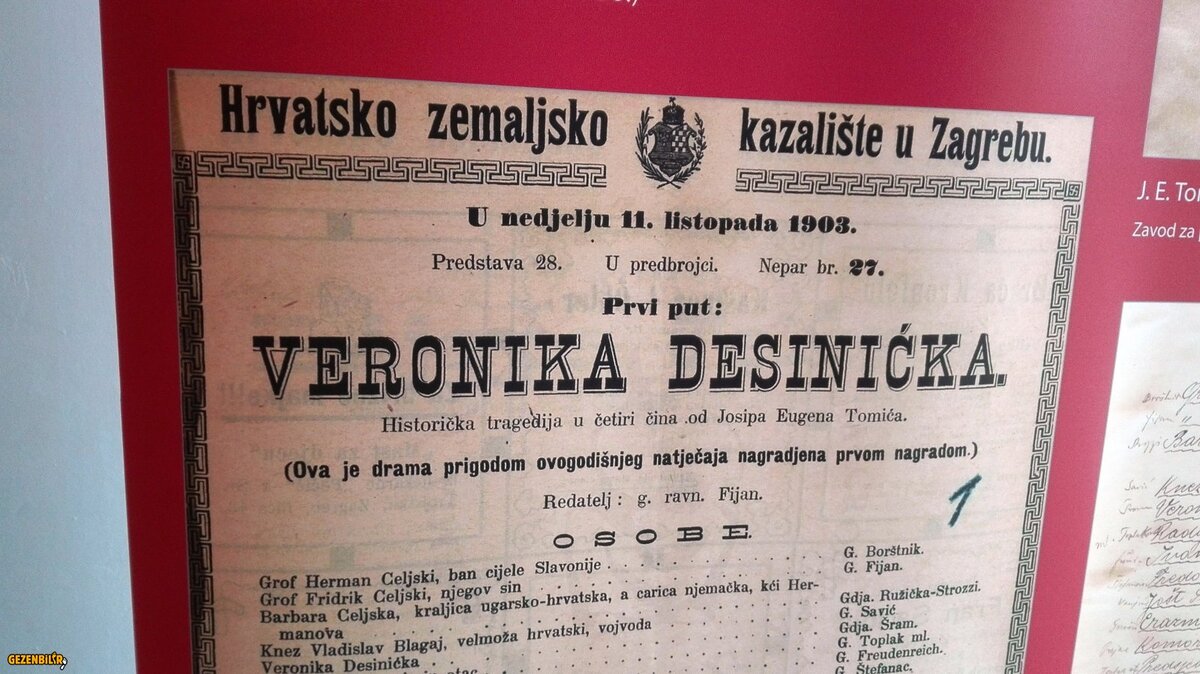 Hrvatsko zemaljsko kazalište u Zagrebu.
U nedjelju 11. listopada 1903.
Predstava 28. U predbrojci. Nepar br. 27.
Prvi put:
VERONIKA DESINIĆKA.
Historička tragedija u četiri čina od Josipa Eugena Tomića.
(Ova je drama prigodom ovogodišnjeg natječaja nagradjena prvom nagradom.)
Redatelj: g. ravn. Fijan.
1
OSOBE.
Grof Herman Celjski, ban cijele Slavonije
G. Borštnik.
Grof Fridrik Celjski, njegov sin
G. Fijan.
Barbara Celjska, kraljica ugarsko-hrvatska, a carica njemačka, kći Her-
manova
Gdja. Ružička-Strozzi.
Knez Vladislav Blagaj, velmoža hrvatski, vojvoda
G. Savić
Veronika Desinička
Gdja. Šram.
G. Toplak ml.
G. Freudenreich.
G. Štefanac.
J. E. Tom
Zavod za
GEZENBILIR